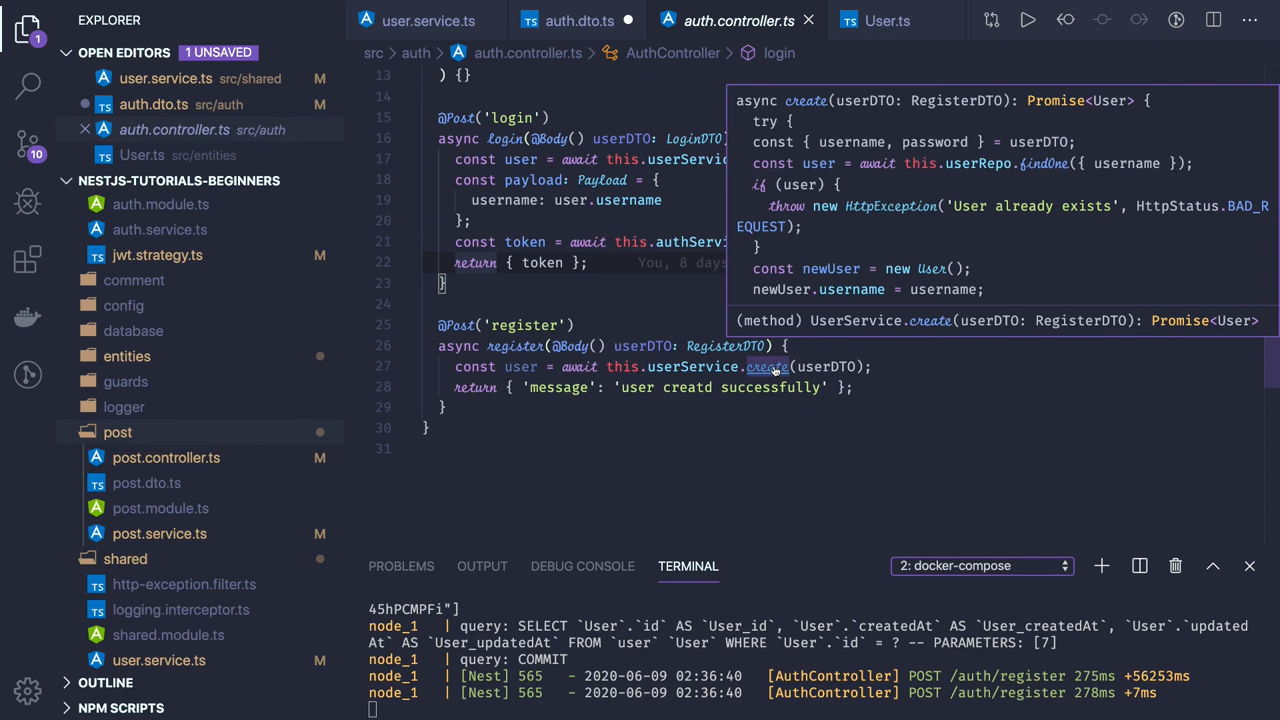 EXPLORER
OPEN EDITORS 1 UNSAVED
user.service.ts src/shared M
auth.dto.ts src/auth M
auth.controller.ts src/auth
User.ts src/entities
NESTJS-TUTORIALS-BEGINNERS
auth.module.ts
auth.service.ts
jwt.strategy.ts M
comment
config
database
entities
guards
logger
post
post.controller.ts M
post.dto.ts
post.module.ts
post.service.ts M
shared
http-exception.filter.ts
logging.interceptor.ts
shared.module.ts
user.service.ts M
OUTLINE
NPM SCRIPTS
1
10
user.service.ts auth.dto.ts auth.controller.ts User.ts
src > auth > auth.controller.ts > AuthController > login
13 ) {}
14
15 @Post('login')
16 async login(@Body() userDTO: LoginDTO)
17 const user = await this.userServi
18 const payload: Payload = {
19 username: user.username
20 };
21 const token = await this.authServi
22 return { token }; You, 8 days
23 }
24
25 @Post('register')
26 async register(@Body() userDTO: RegisterDTO) {
27 const user = await this.userService.create(userDTO);
28 return { 'message': 'user creatd successfully' };
29 }
30 }
31
async create(userDTO: RegisterDTO): Promise<User> {
try {
const { username, password } = userDTO;
const user = await this.userRepo.findOne({ username });
if (user) {
throw new HttpException('User already exists', HttpStatus.BAD_R
EQUEST);
}
const newUser = new User();
newUser.username = username;
(method) UserService.create(userDTO: RegisterDTO): Promise<User>
PROBLEMS OUTPUT DEBUG CONSOLE TERMINAL 2: docker-compose
45hPCMPFi"]
node_1 | query: SELECT `User`.`id` AS `User_id`, `User`.`createdAt` AS `User_createdAt`, `User`.`updated
At` AS `User_updatedAt` FROM `user` `User` WHERE `User`.`id` = ? -- PARAMETERS: [7]
node_1 | query: COMMIT
node_1 | [Nest] 565 - 2020-06-09 02:36:40 [AuthController] POST /auth/register 275ms +56253ms
node_1 | [Nest] 565 - 2020-06-09 02:36:40 [AuthController] POST /auth/register 278ms +7ms